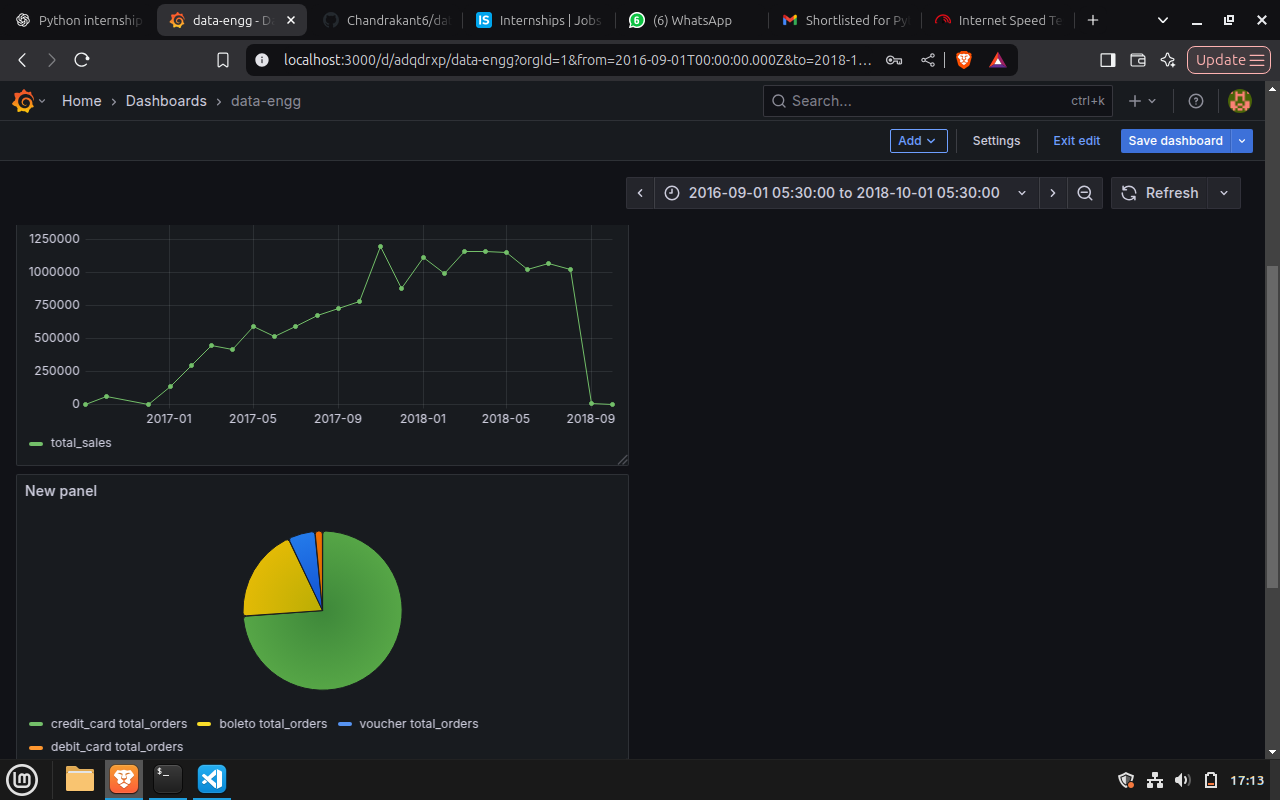 Python internship
data-engg - Da
Chandrakant6/da
Internships | Jobs
6
(6) WhatsApp
Shortlisted for Py
Internet Speed Te
localhost:3000/d/adqdrxp/data-engg?orgId=1&from=2016-09-01T00:00:00.000Z&to=2018-1...
Update
Home › Dashboards › data-engg
Search...
ctrl+k
Add
Settings
Exit edit
Save dashboard
2016-09-01 05:30:00 to 2018-10-01 05:30:00
Refresh
1250000
1000000
750000
500000
250000
0
2017-01 2017-05 2017-09 2018-01 2018-05 2018-09
total_sales
New panel
credit_card total_orders boleto total_orders voucher total_orders
debit_card total_orders
17:13